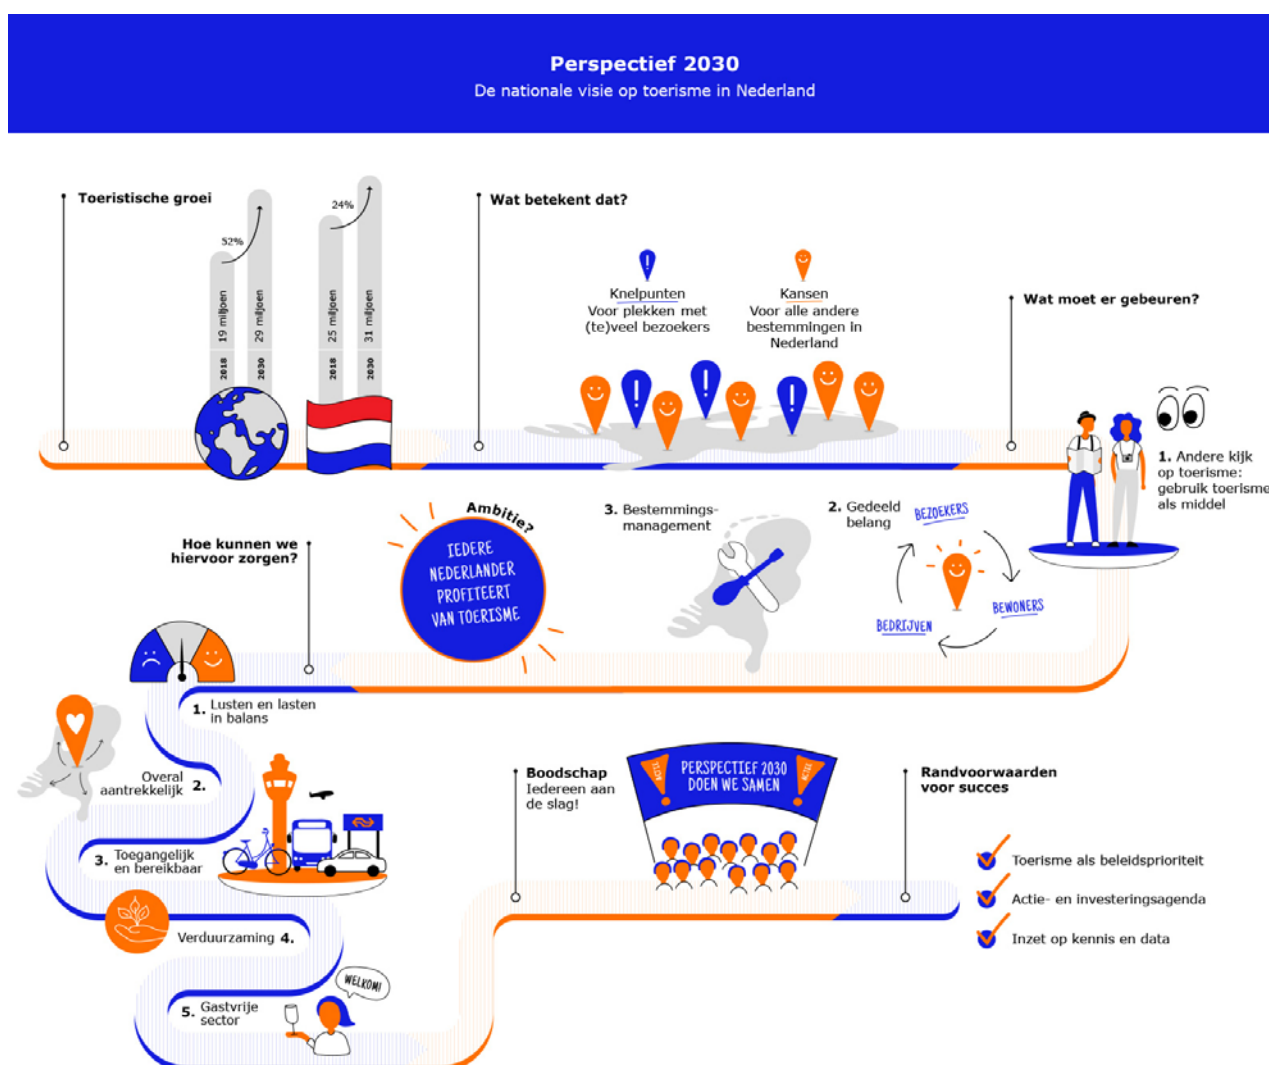 Perspectief 2030
De nationale visie op toerisme in Nederland
Toeristische groei
52%
24%
2018 19 miljoen
2030 29 miljoen
2018 25 miljoen
2030 31 miljoen
Wat betekent dat?
Knelpunten
Voor plekken met
(te)veel bezoekers
Kansen
Voor alle andere
bestemmingen in
Nederland
Wat moet er gebeuren?
1. Andere kijk
op toerisme:
gebruik toerisme
als middel
2. Gedeeld
belang
BEZOEKERS
BEWONERS
BEDRIJVEN
3. Bestemmings-
management
Ambitie?
IEDERE
NEDERLANDER
PROFITEERT
VAN TOERISME
Hoe kunnen we
hiervoor zorgen?
1. Lusten en lasten
in balans
Overal
aantrekkelijk 2.
3. Toegangelijk
en bereikbaar
Verduurzaming 4.
5. Gastvrije
sector
WELKOM!
Boodschap
Iedereen aan
de slag!
ACTIE
PERSPECTIEF 2030
DOEN WE SAMEN
ACTIE
Randvoorwaarden
voor succes
Toerisme als beleidsprioriteit
Actie- en investeringsagenda
Inzet op kennis en data